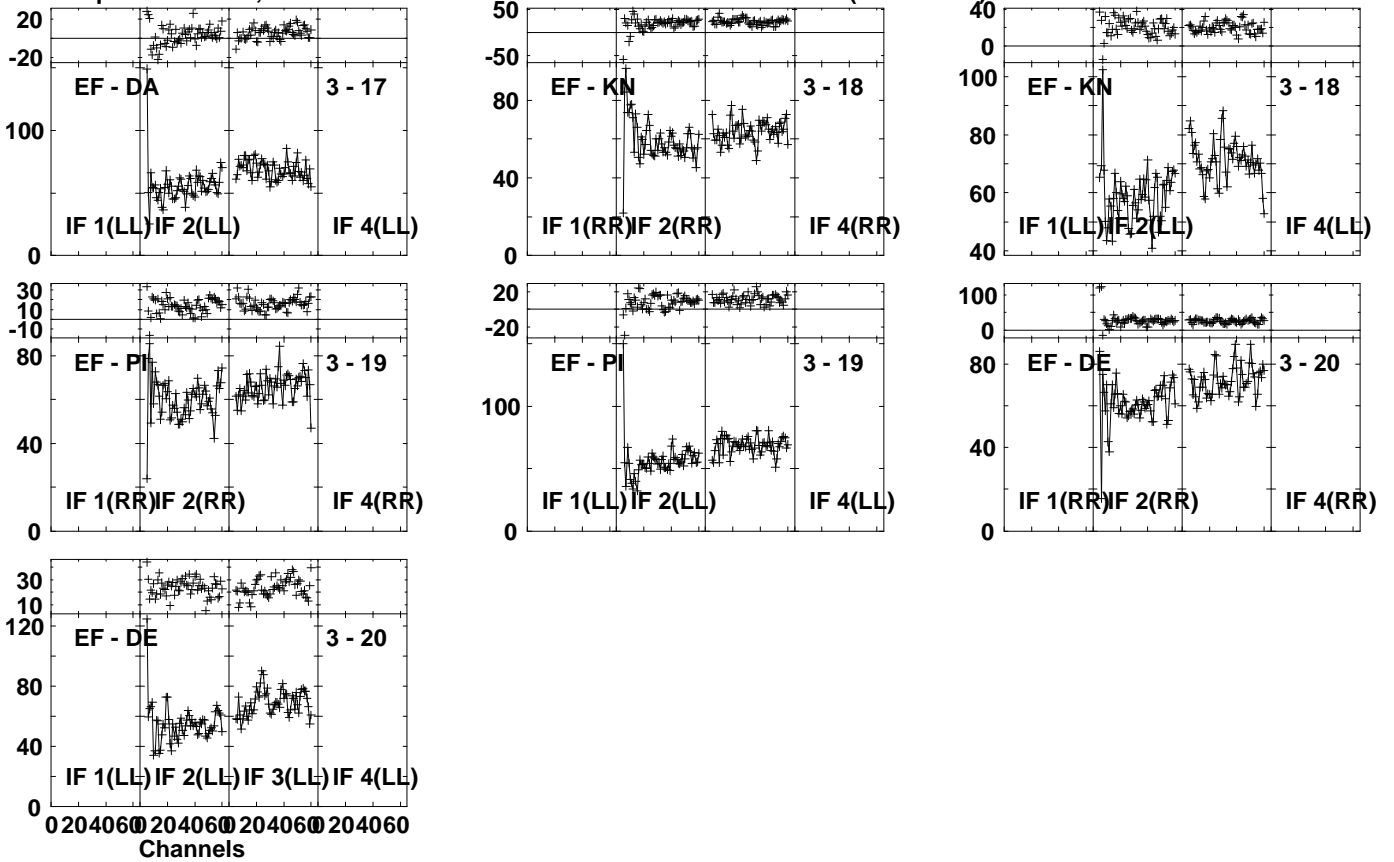 20
-20
EF - DA 3 - 17
100
IF 1(LL) IF 2(LL) IF 4(LL)
0
50
-50
EF - KN 3 - 18
80
40
IF 1(RR) IF 2(RR) IF 4(RR)
0
40
0
EF - KN 3 - 18
100
80
60
IF 1(LL) IF 2(LL) IF 4(LL)
40
30
10
-10
EF - PI 3 - 19
80
40
IF 1(RR) IF 2(RR) IF 4(RR)
0
20
-20
EF - PI 3 - 19
100
IF 1(LL) IF 2(LL) IF 4(LL)
0
100
0
EF - DE 3 - 20
80
40
IF 1(RR) IF 2(RR) IF 4(RR)
0
30
10
EF - DE 3 - 20
120
80
40
IF 1(LL) IF 2(LL) IF 3(LL) IF 4(LL)
0
0 20 40 60 0 20 40 60 0 20 40 60 0 20 40 60
Channels